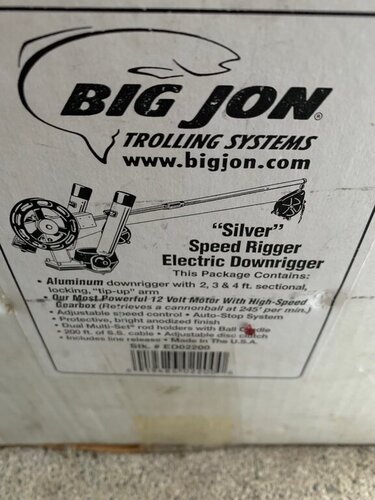 BIG JON®
TROLLING SYSTEMS
www.bigjon.com
"Silver"
Speed Rigger
Electric Downrigger
This Package Contains:
• Aluminum downrigger with 2, 3 & 4 ft. sectional,
locking, "tip-up" arm
• Our Most Powerful 12 Volt Motor With High-Speed
Gearbox (Retrieves a cannonball at 245' per min.)
• Adjustable speed control • Auto-Stop System
• Protective, bright anodized finish
• Dual Multi-Set® rod holders with Ball Cradle
• 200 ft. of S.S. cable • Adjustable disc clutch
• Includes line release • Made In The U.S.A.
Stk. # ED02200